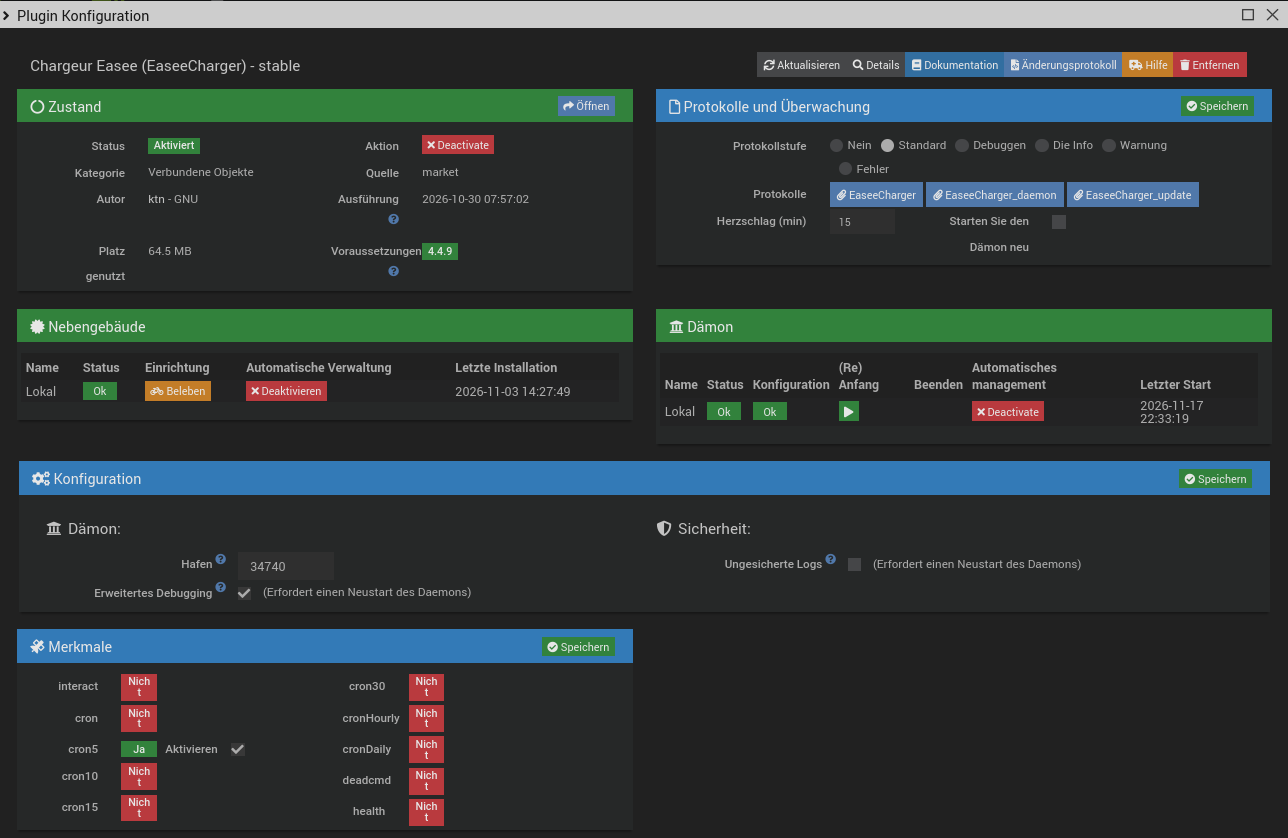 Plugin Konfiguration
Chargeur Easee (EaseeCharger) - stable
Aktualisieren Details Dokumentation Änderungsprotokoll Hilfe Entfernen
Zustand Öffnen
Status Aktiviert Aktion Deactivate
Kategorie Verbundene Objekte Quelle market
Autor ktn - GNU Ausführung 2026-10-30 07:57:02
Platz 64.5 MB Voraussetzungen 4.4.9
genutzt
Protokolle und Überwachung Speichern
Protokollstufe Nein Standard Debuggen Die Info Warnung
Fehler
Protokolle EaseeCharger EaseeCharger_daemon EaseeCharger_update
Herzschlag (min) 15 Starten Sie den
Dämon neu
Nebengebäude
Name Status Einrichtung Automatische Verwaltung Letzte Installation
Lokal Ok Beleben Deaktivieren 2026-11-03 14:27:49
Dämon
(Re) Automatisches
Name Status Konfiguration Anfang Beenden management Letzter Start
Lokal Ok Ok Deactivate 2026-11-17
22:33:19
Konfiguration Speichern
Dämon:
Hafen ? 34740
Erweitertes Debugging ? (Erfordert einen Neustart des Daemons)
Sicherheit:
Ungesicherte Logs ? (Erfordert einen Neustart des Daemons)
Merkmale Speichern
interact Nich
t
cron Nich
t
cron5 Ja Aktivieren
cron10 Nich
t
cron15 Nich
t
cron30 Nich
t
cronHourly Nich
t
cronDaily Nich
t
deadcmd Nich
t
health Nich
t